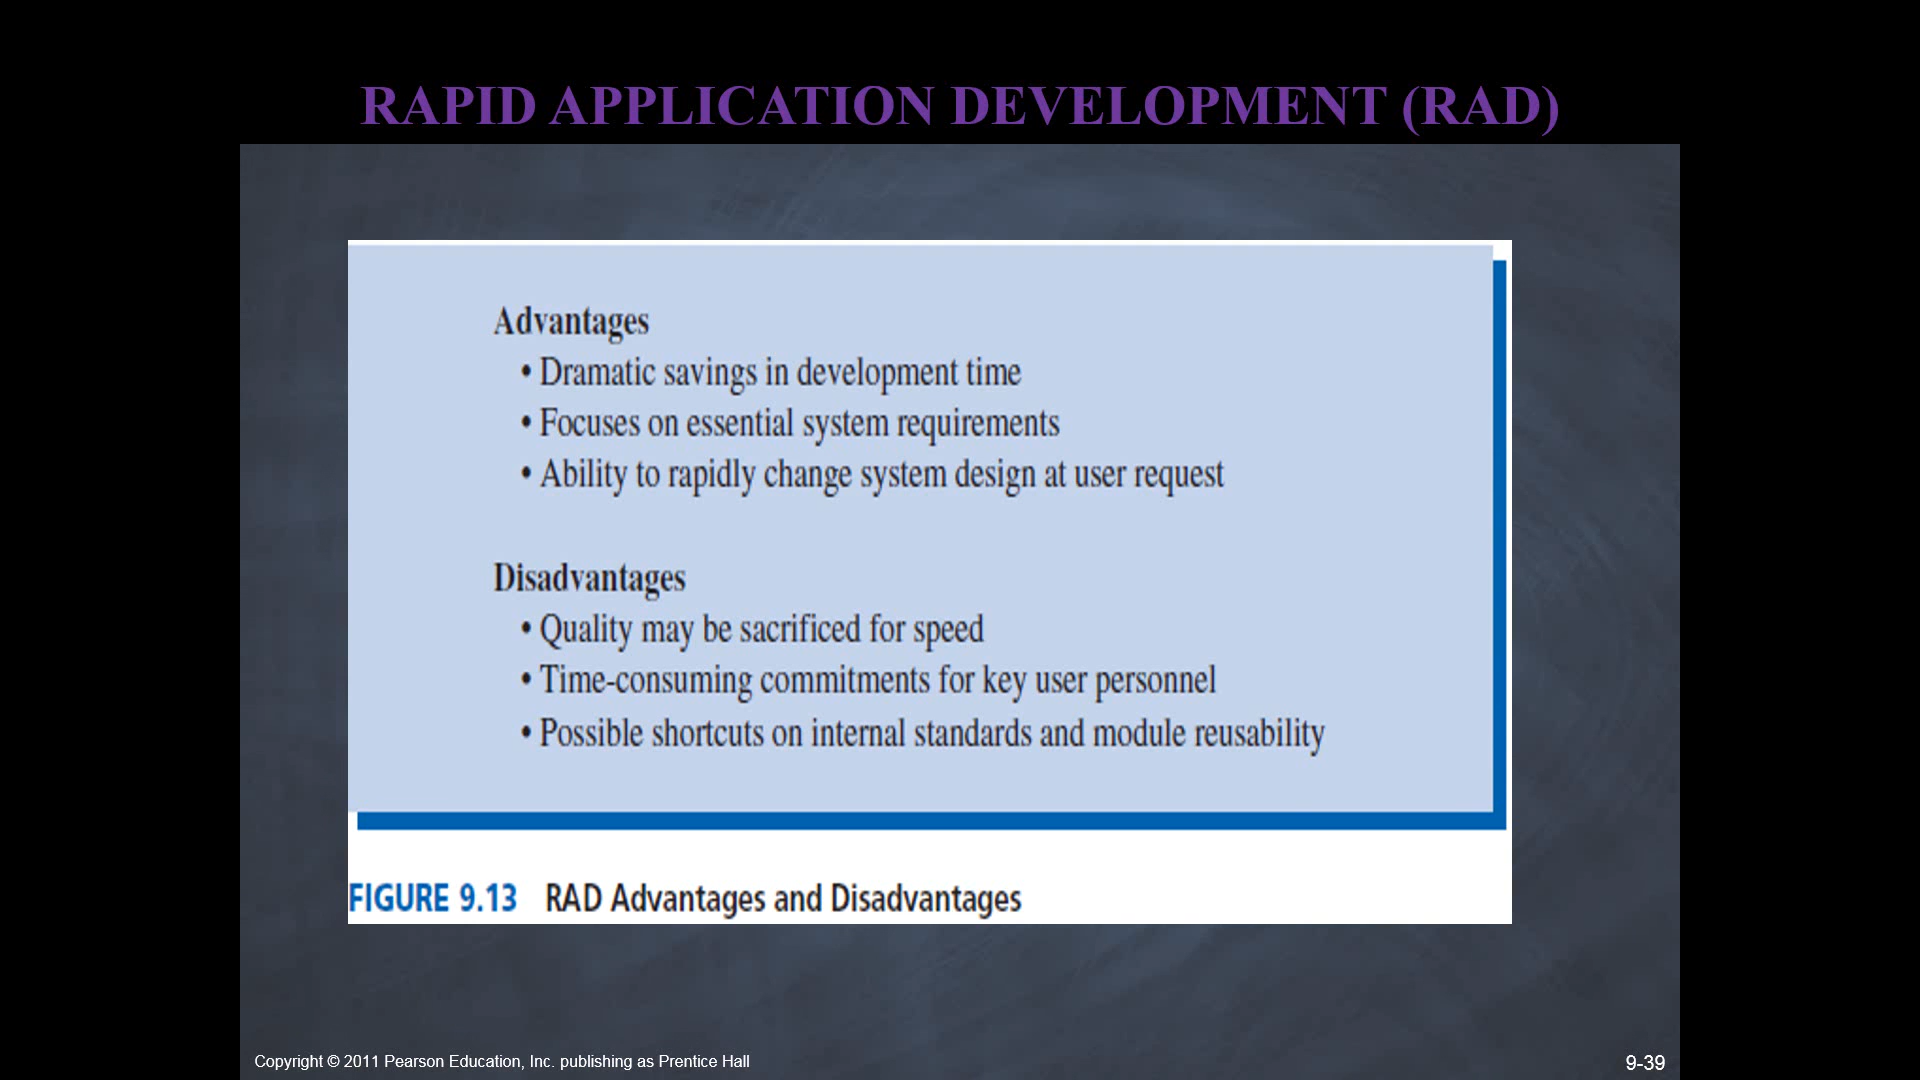 RAPID APPLICATION DEVELOPMENT (RAD)
Advantages
• Dramatic savings in development time
• Focuses on essential system requirements
• Ability to rapidly change system design at user request
Disadvantages
• Quality may be sacrificed for speed
• Time-consuming commitments for key user personnel
• Possible shortcuts on internal standards and module reusability
FIGURE 9.13 RAD Advantages and Disadvantages
Copyright © 2011 Pearson Education, Inc. publishing as Prentice Hall
9-39